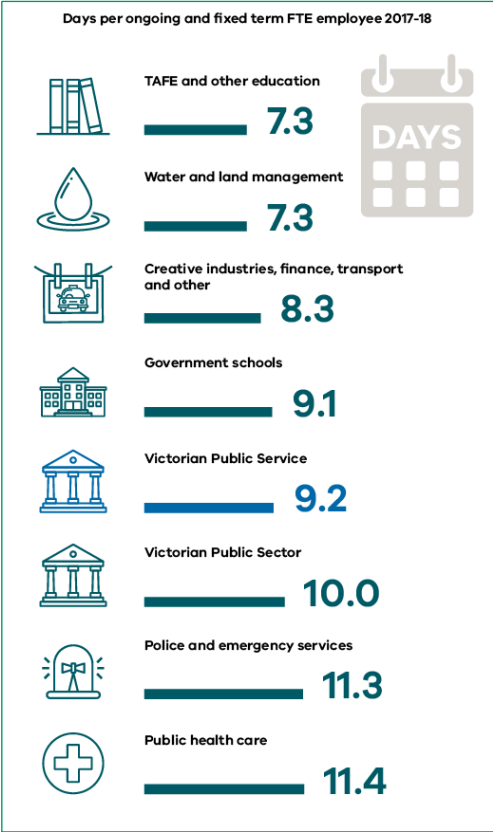 Days per ongoing and fixed term FTE employee 2017-18
DAYS
TAFE and other education
7.3
Water and land management
7.3
Creative industries, finance, transport
and other
8.3
Government schools
9.1
Victorian Public Service
9.2
Victorian Public Sector
10.0
Police and emergency services
11.3
Public health care
11.4